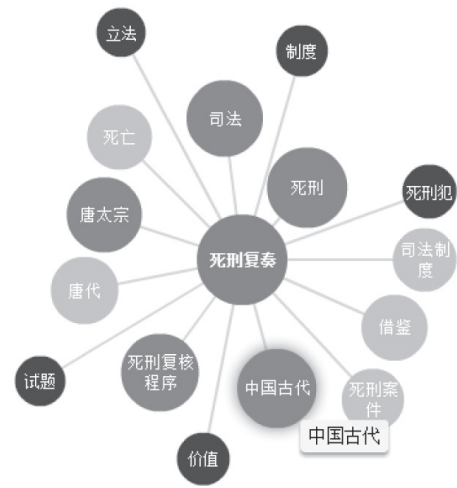 立法
制度
司法
死亡
死刑
死刑犯
唐太宗
司法制
度
死刑复奏
唐代
借鉴
死刑复核
程序
试题
中国古代
死刑案
件
中国古代
价值